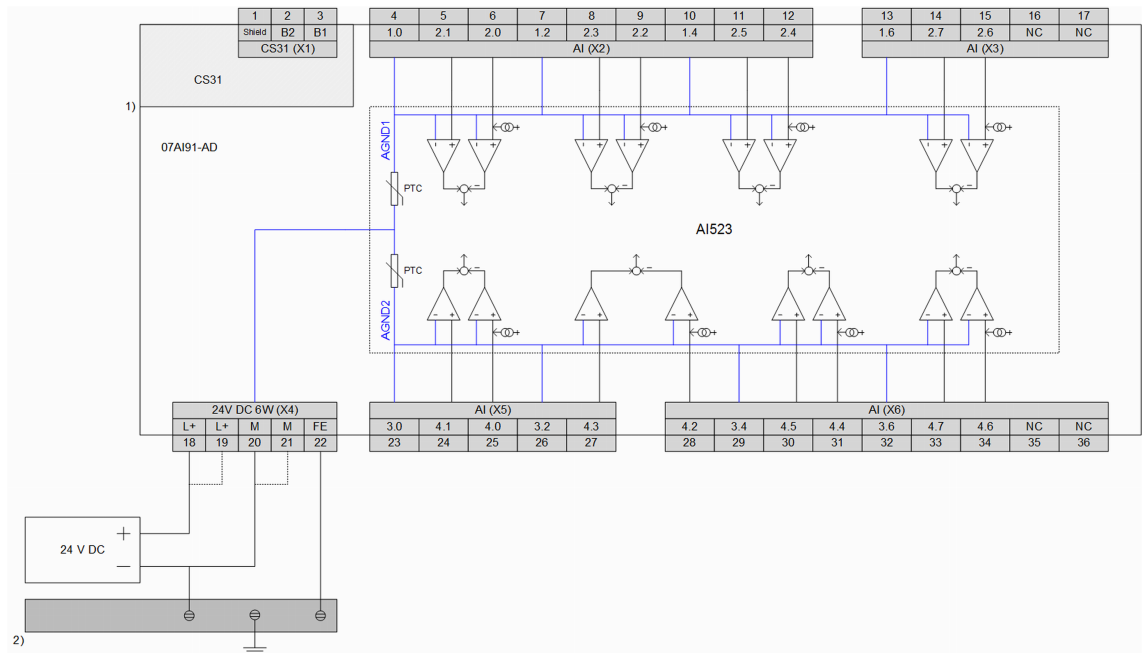 1 2 3 4 5 6 7 8 9 10 11 12 13 14 15 16 17
Shield B2 B1 1.0 2.1 2.0 1.2 2.3 2.2 1.4 2.5 2.4 1.6 2.7 2.6 NC NC
CS31 (X1) AI (X2) AI (X3)
CS31
1)
07AI91-AD
AGND1
PTC
AI523
PTC
AGND2
24V DC 6W (X4) AI (X5) AI (X6)
L+ L+ M M FE 3.0 4.1 4.0 3.2 4.3 4.2 3.4 4.5 4.4 3.6 4.7 4.6 NC NC
18 19 20 21 22 23 24 25 26 27 28 29 30 31 32 33 34 35 36
24 V DC
2)